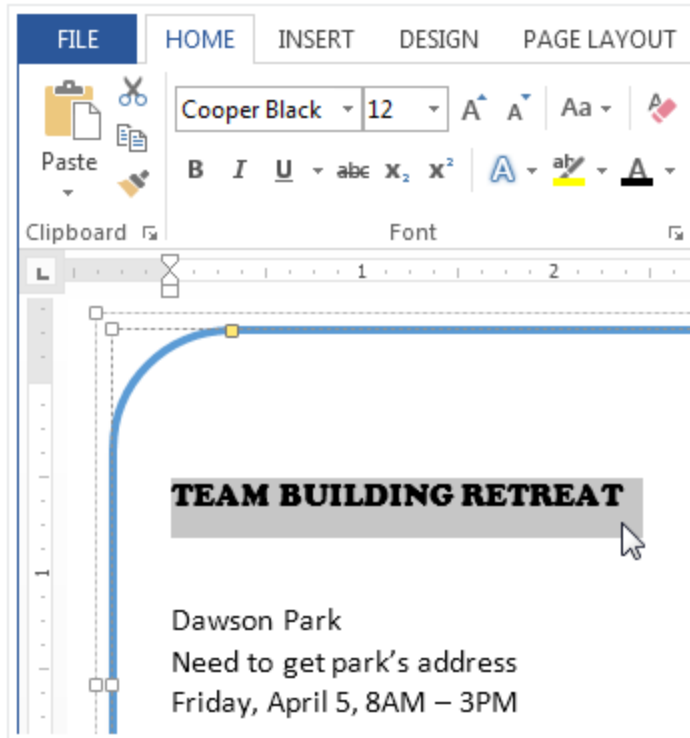 FILE HOME INSERT DESIGN PAGE LAYOUT
Cooper Black 12 A A Aa A
Paste B I U abc X₂ X² A ab A
Clipboard Font
L 1 2
TEAM BUILDING RETREAT
1
Dawson Park
Need to get park’s address
Friday, April 5, 8AM – 3PM